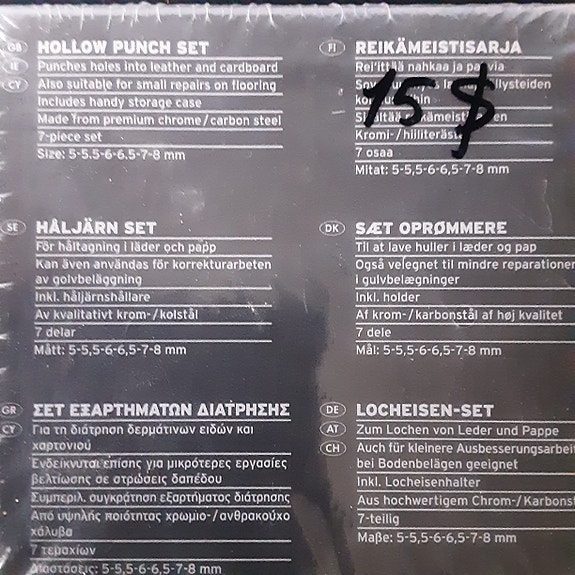 GB HOLLOW PUNCH SET
IE Punches holes into leather and cardboard
CY Also suitable for small repairs on flooring
Includes handy storage case
Made from premium chrome/carbon steel
7-piece set
Size: 5-5,5-6-6,5-7-8 mm
FI REIKÄMEISTISARJA
nahkaa ja
15 $
Kromi-/hiiliteräs
7 osaa
Mitat: 5-5,5-6-6,5-7-8 mm
SE HÅLJÄRN SET
För håltagning i läder och papp
Kan även användas för korrekturarbeten
av golvbeläggning
Inkl. håljärnshållare
Av kvalitativt krom-/kolstål
7 delar
Mått: 5-5,5-6-6,5-7-8 mm
DK SÆT OPRØMMERE
Til at lave huller i læder og pap
Også velegnet til mindre reparationer
i gulvbelægninger
Inkl. holder
Af krom-/karbonstål af høj kvalitet
7 dele
Mål: 5-5,5-6-6,5-7-8 mm
GR ΣΕΤ ΕΞΑΡΤΗΜΑΤΩΝ ΔΙΑΤΡΗΣΗΣ
CY Για τη διάτρηση δερμάτινων ειδών και
χαρτονιού
Ενδείκνυται επίσης για μικρότερες εργασίες
βελτίωσης σε στρώσεις δαπέδου
Συμπεριλ. συγκράτηση εξαρτήματος διάτρησης
Από υψηλής ποιότητας χρωμιο-/ανθρακούχο
χάλυβα
7 τεμαχίων
Διαστάσεις: 5-5,5-6-6,5-7-8 mm
DE LOCHEISEN-SET
AT Zum Lochen von Leder und Pappe
CH Auch für kleinere Ausbesserungsarbei
bei Bodenbelägen geeignet
Inkl. Locheisenhalter
Aus hochwertigem Chrom-/Karbonst
7-teilig
Maße: 5-5,5-6-6,5-7-8 mm